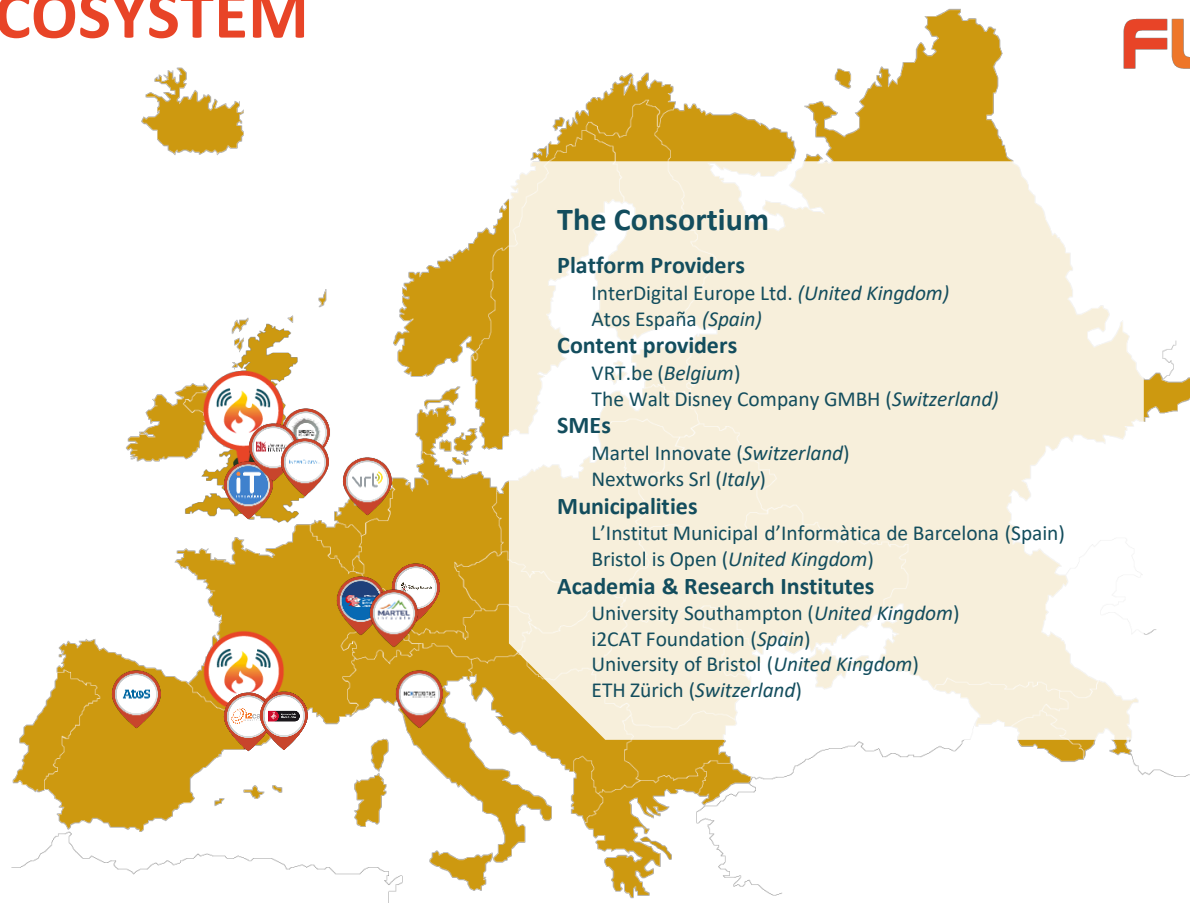 COSYSTEM
The Consortium
Platform Providers
InterDigital Europe Ltd. (United Kingdom)
Atos España (Spain)
Content providers
VRT.be (Belgium)
The Walt Disney Company GMBH (Switzerland)
SMEs
Martel Innovate (Switzerland)
Nextworks Srl (Italy)
Municipalities
L'Institut Municipal d'Informàtica de Barcelona (Spain)
Bristol is Open (United Kingdom)
Academia & Research Institutes
University Southampton (United Kingdom)
i2CAT Foundation (Spain)
University of Bristol (United Kingdom)
ETH Zürich (Switzerland)
iT
vrt
MARTEL
Atos
NEXTWORKS
i2c